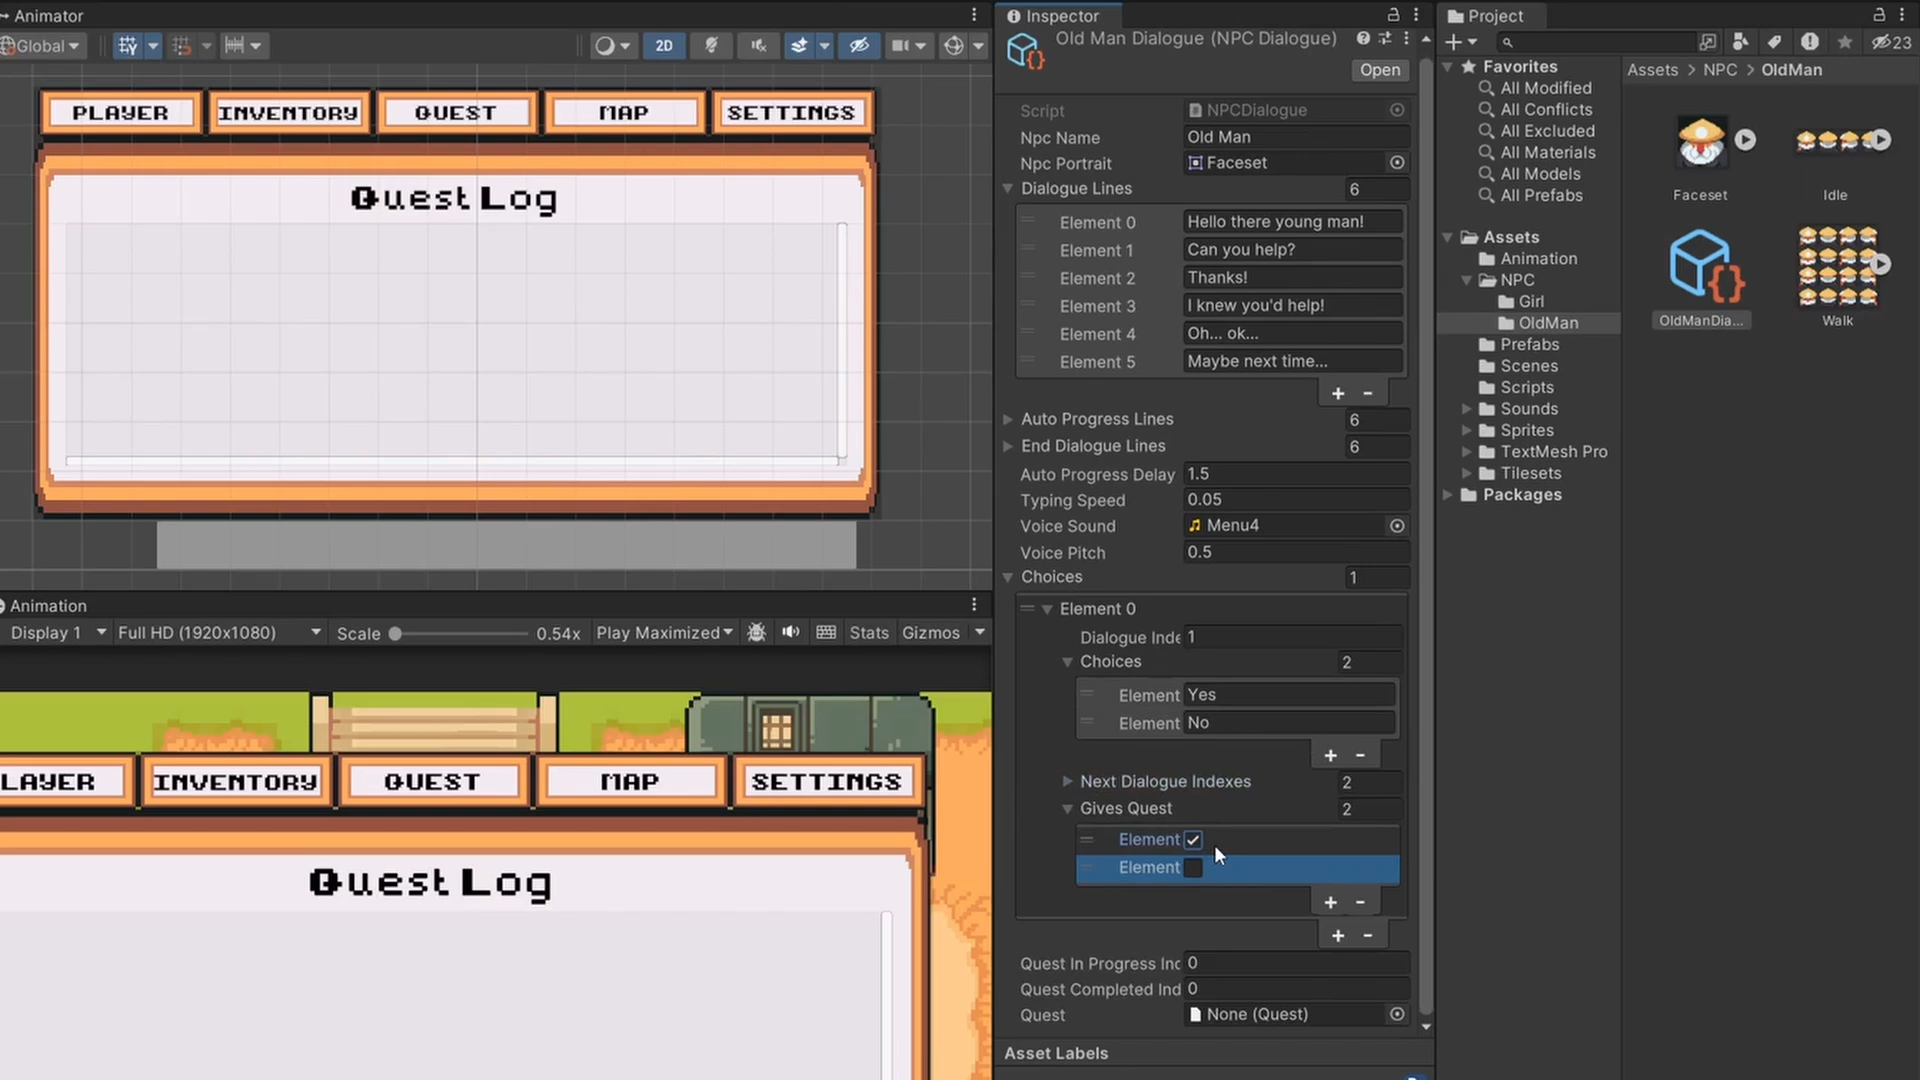 Animator
Global
2D
PLAYER
INVENTORY
QUEST
MAP
SETTINGS
Quest Log
Animation
Display 1
Full HD (1920x1080)
Scale
0.54x
Play Maximized
Stats
Gizmos
LAYER
INVENTORY
QUEST
MAP
SETTINGS
Quest Log
Inspector
Old Man Dialogue (NPC Dialogue)
Open
Script NPCDialogue
Npc Name Old Man
Npc Portrait Faceset
Dialogue Lines 6
Element 0 Hello there young man!
Element 1 Can you help?
Element 2 Thanks!
Element 3 I knew you'd help!
Element 4 Oh... ok...
Element 5 Maybe next time...
+ -
Auto Progress Lines 6
End Dialogue Lines 6
Auto Progress Delay 1.5
Typing Speed 0.05
Voice Sound Menu4
Voice Pitch 0.5
Choices 1
Element 0
Dialogue Inde 1
Choices 2
Element Yes
Element No
+ -
Next Dialogue Indexes 2
Gives Quest 2
Element
Element
+ -
+ -
Quest In Progress Ind 0
Quest Completed Ind 0
Quest None (Quest)
Asset Labels
Project
23
Favorites
All Modified
All Conflicts
All Excluded
All Materials
All Models
All Prefabs
Assets
Animation
NPC
Girl
OldMan
Prefabs
Scenes
Scripts
Sounds
Sprites
TextMesh Pro
Tilesets
Packages
Assets > NPC > OldMan
Faceset
Idle
OldManDia...
Walk